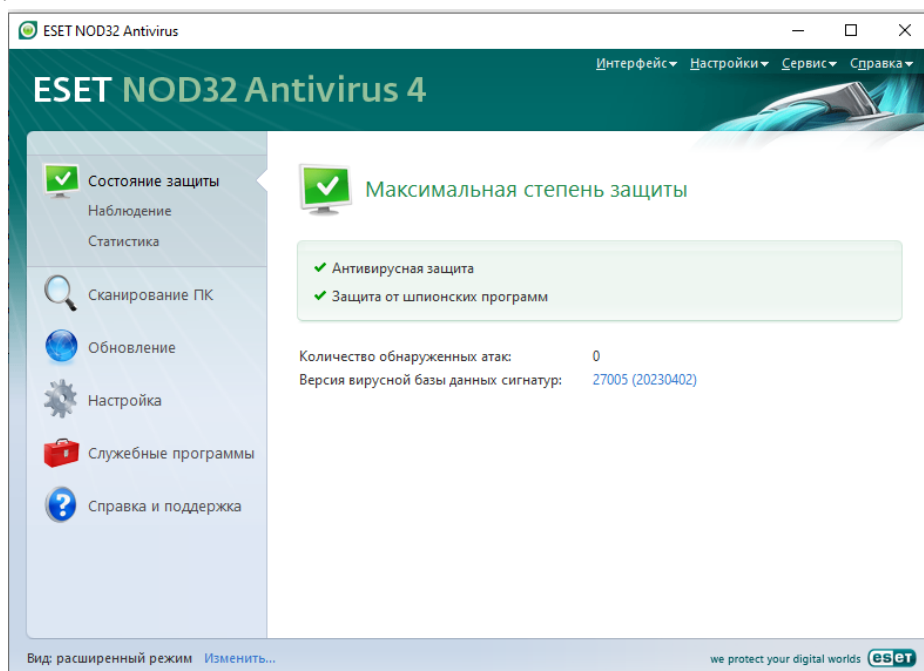 ESET NOD32 Antivirus
Интерфейс Настройки Сервис Справка
ESET NOD32 Antivirus 4
Состояние защиты
Наблюдение
Статистика
Сканирование ПК
Обновление
Настройка
Служебные программы
Справка и поддержка
Максимальная степень защиты
Антивирусная защита
Защита от шпионских программ
Количество обнаруженных атак: 0
Версия вирусной базы данных сигнатур: 27005 (20230402)
Вид: расширенный режим Изменить...
we protect your digital worlds eset